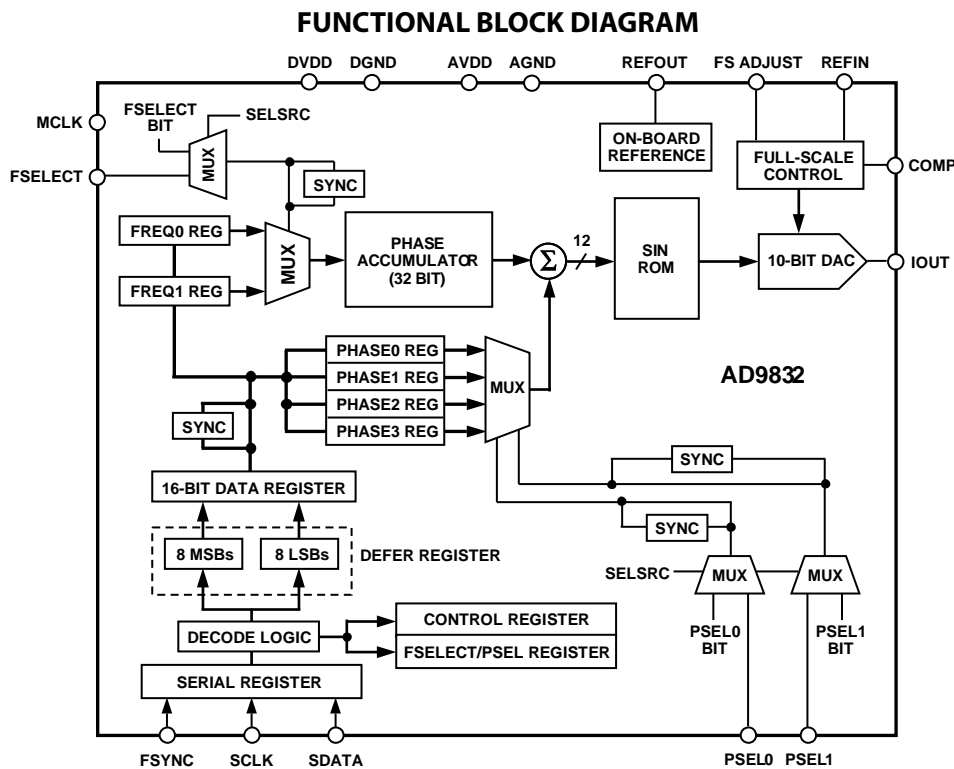 FUNCTIONAL BLOCK DIAGRAM
DVDD
DGND
AVDD
AGND
REFOUT
FS ADJUST
REFIN
MCLK
FSELECT
BIT
SELSRC
FSELECT
MUX
SYNC
ON-BOARD
REFERENCE
FULL-SCALE
CONTROL
COMP
FREQ0 REG
FREQ1 REG
MUX
PHASE
ACCUMULATOR
(32 BIT)
Σ
12
SIN
ROM
10-BIT DAC
IOUT
PHASE0 REG
PHASE1 REG
PHASE2 REG
PHASE3 REG
MUX
AD9832
SYNC
SYNC
16-BIT DATA REGISTER
SYNC
8 MSBs
8 LSBs
DEFER REGISTER
SELSRC
MUX
MUX
DECODE LOGIC
CONTROL REGISTER
FSELECT/PSEL REGISTER
PSEL0
BIT
PSEL1
BIT
SERIAL REGISTER
FSYNC
SCLK
SDATA
PSEL0
PSEL1